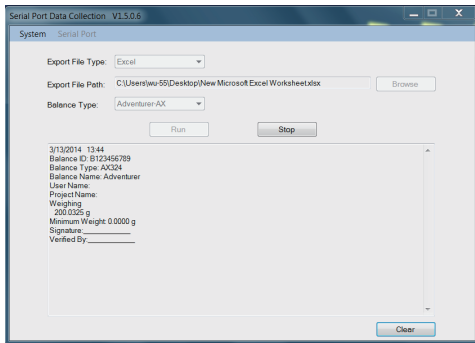 Serial Port Data Collection V1.5.0.6
System Serial Port
Export File Type: Excel
Export File Path: C:\Users\wu-55\Desktop\New Microsoft Excel Worksheet.xlsx Browse
Balance Type: Adventurer-AX
Run Stop
3/13/2014 13:44
Balance ID: B123456789
Balance Type: AX324
Balance Name: Adventurer
User Name:
Project Name:
Weighing
200.0325 g
Minimum Weight: 0.0000 g
Signature:___________
Verified By:___________
Clear